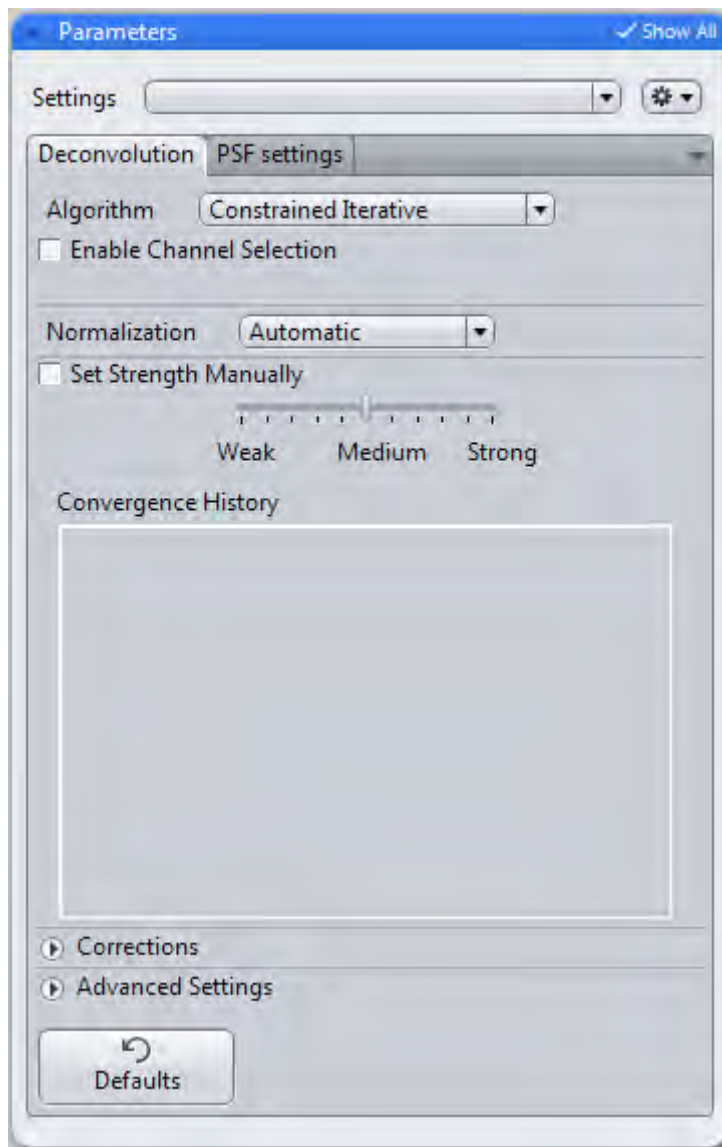 Parameters
Show All
Settings
Deconvolution PSF settings
Algorithm Constrained Iterative
Enable Channel Selection
Normalization Automatic
Set Strength Manually
Weak Medium Strong
Convergence History
Corrections
Advanced Settings
Defaults